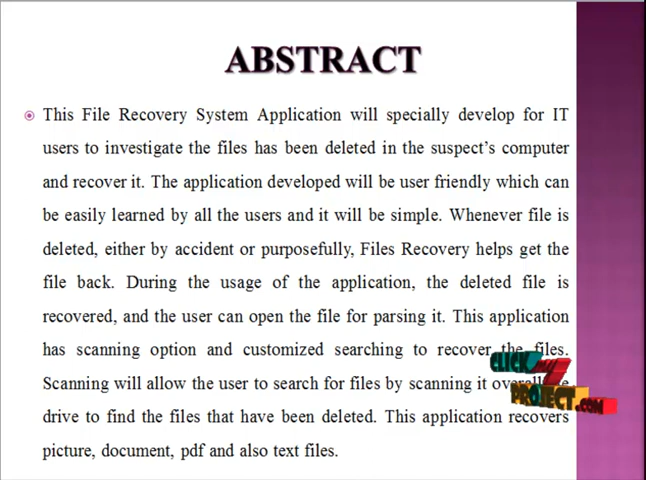 ABSTRACT
This File Recovery System Application will specially develop for IT
users to investigate the files has been deleted in the suspect's computer
and recover it. The application developed will be user friendly which can
be easily learned by all the users and it will be simple. Whenever file is
deleted, either by accident or purposefully, Files Recovery helps get the
file back. During the usage of the application, the deleted file is
recovered, and the user can open the file for parsing it. This application
has scanning option and customized searching to recover the files.
Scanning will allow the user to search for files by scanning it overall
drive to find the files that have been deleted. This application recovers
picture, document, pdf and also text files.
CLICK MY
PROJECT.COM